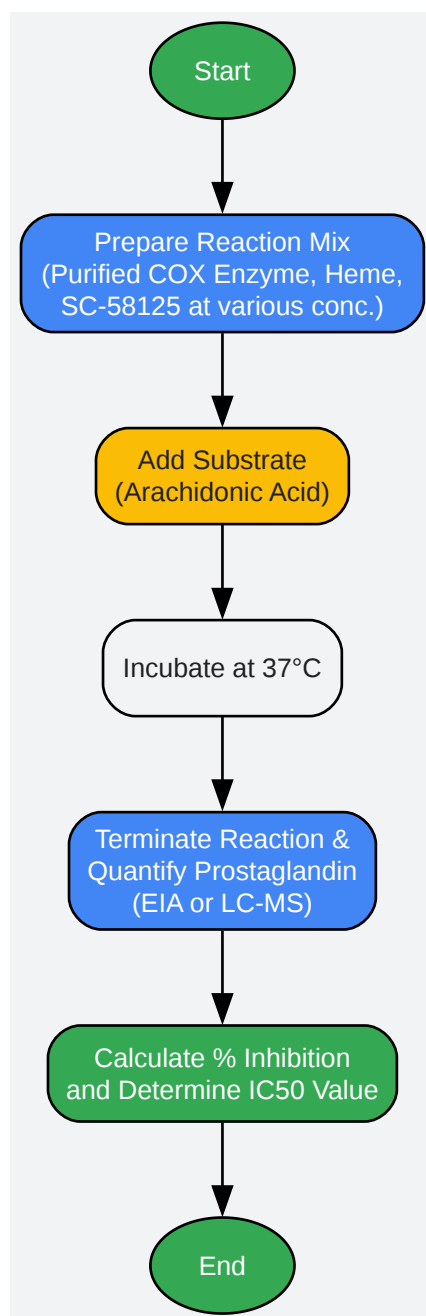 Start
Prepare Reaction Mix
(Purified COX Enzyme, Heme,
SC-58125 at various conc.)
Add Substrate
(Arachidonic Acid)
Incubate at 37°C
Terminate Reaction &
Quantify Prostaglandin
(EIA or LC-MS)
Calculate % Inhibition
and Determine IC50 Value
End